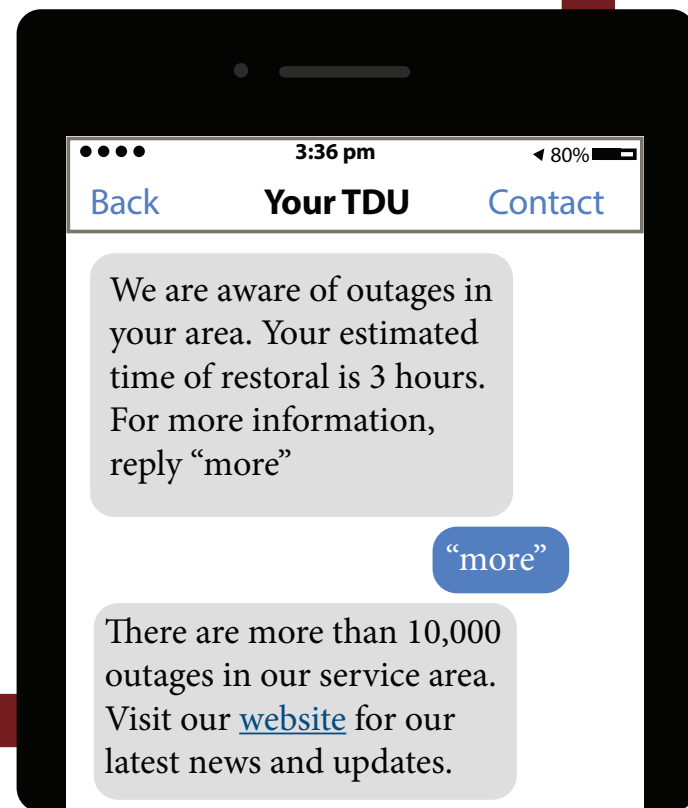 3:36 pm 80%
Back Your TDU Contact
We are aware of outages in
your area. Your estimated
time of restoral is 3 hours.
For more information,
reply “more”
“more”
There are more than 10,000
outages in our service area.
Visit our website for our
latest news and updates.